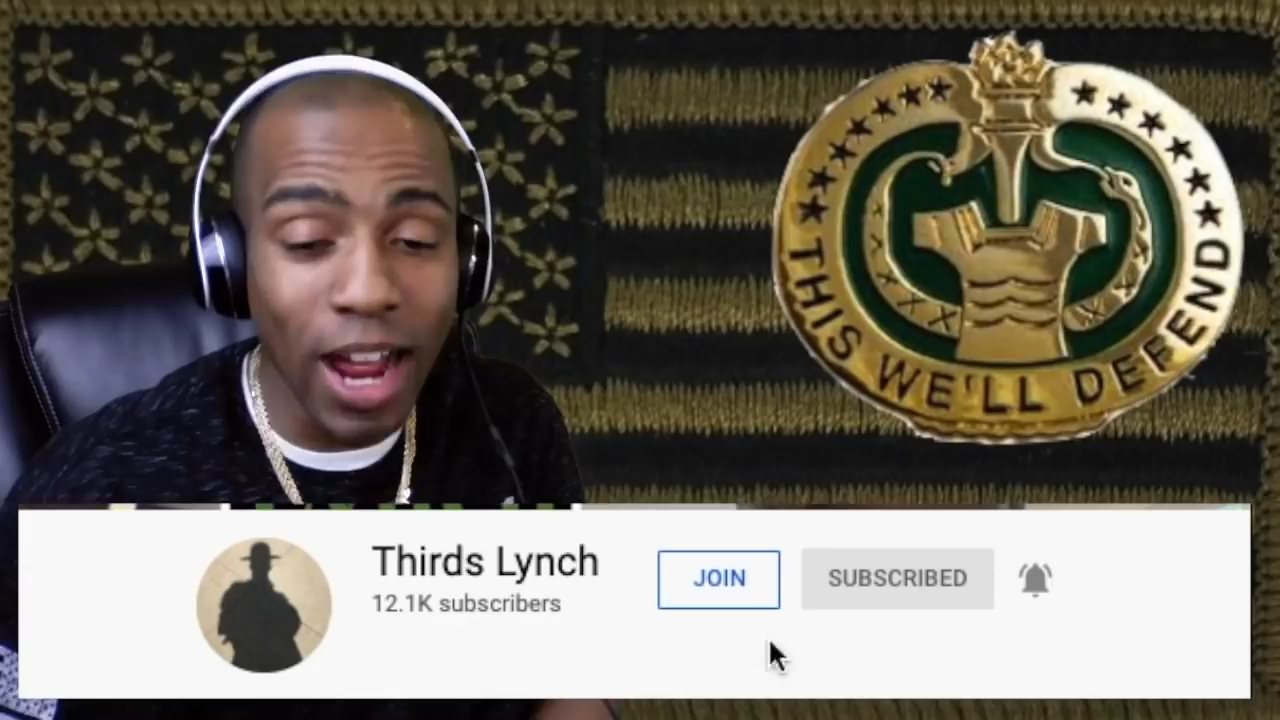 THIS WE'LL DEFEND
Thirds Lynch
12.1K subscribers
JOIN
SUBSCRIBED